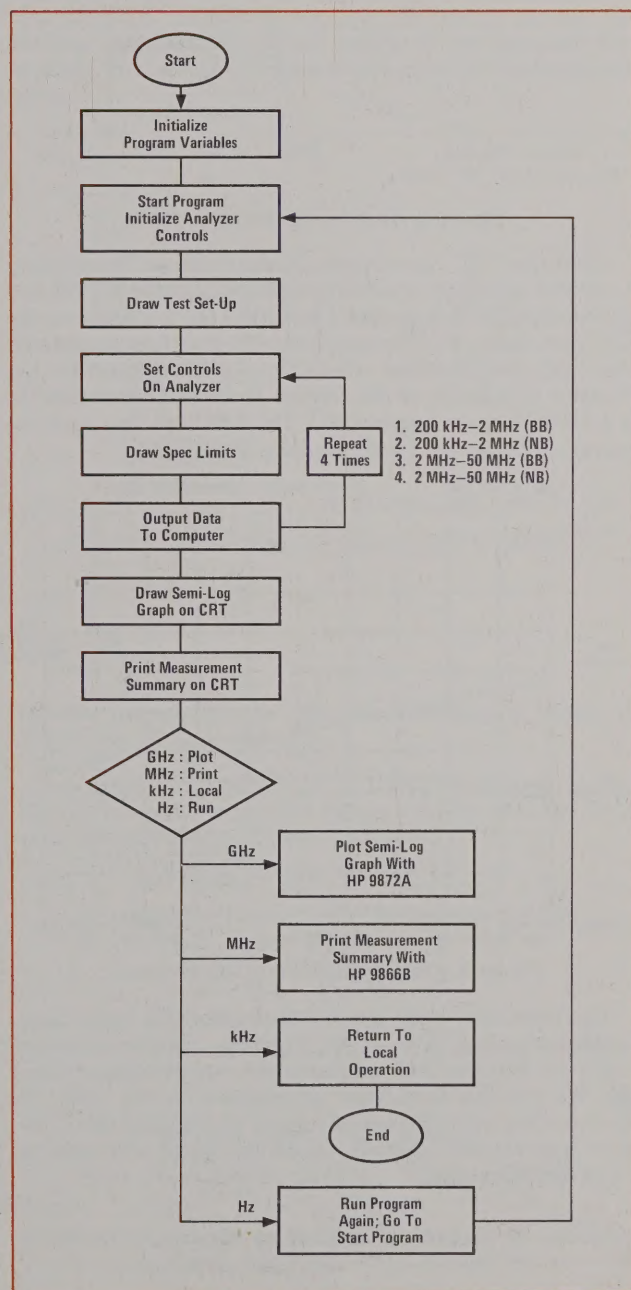 Start
Initialize
Program Variables
Start Program
Initialize Analyzer
Controls
Draw Test Set-Up
Set Controls
On Analyzer
Draw Spec Limits
Output Data
To Computer
Repeat
4 Times
1. 200 kHz–2 MHz (BB)
2. 200 kHz–2 MHz (NB)
3. 2 MHz–50 MHz (BB)
4. 2 MHz–50 MHz (NB)
Draw Semi-Log
Graph on CRT
Print Measurement
Summary on CRT
GHz : Plot
MHz : Print
kHz : Local
Hz : Run
GHz
Plot Semi-Log
Graph With
HP 9872A
MHz
Print Measurement
Summary With
HP 9866B
kHz
Return To
Local
Operation
End
Hz
Run Program
Again; Go To
Start Program